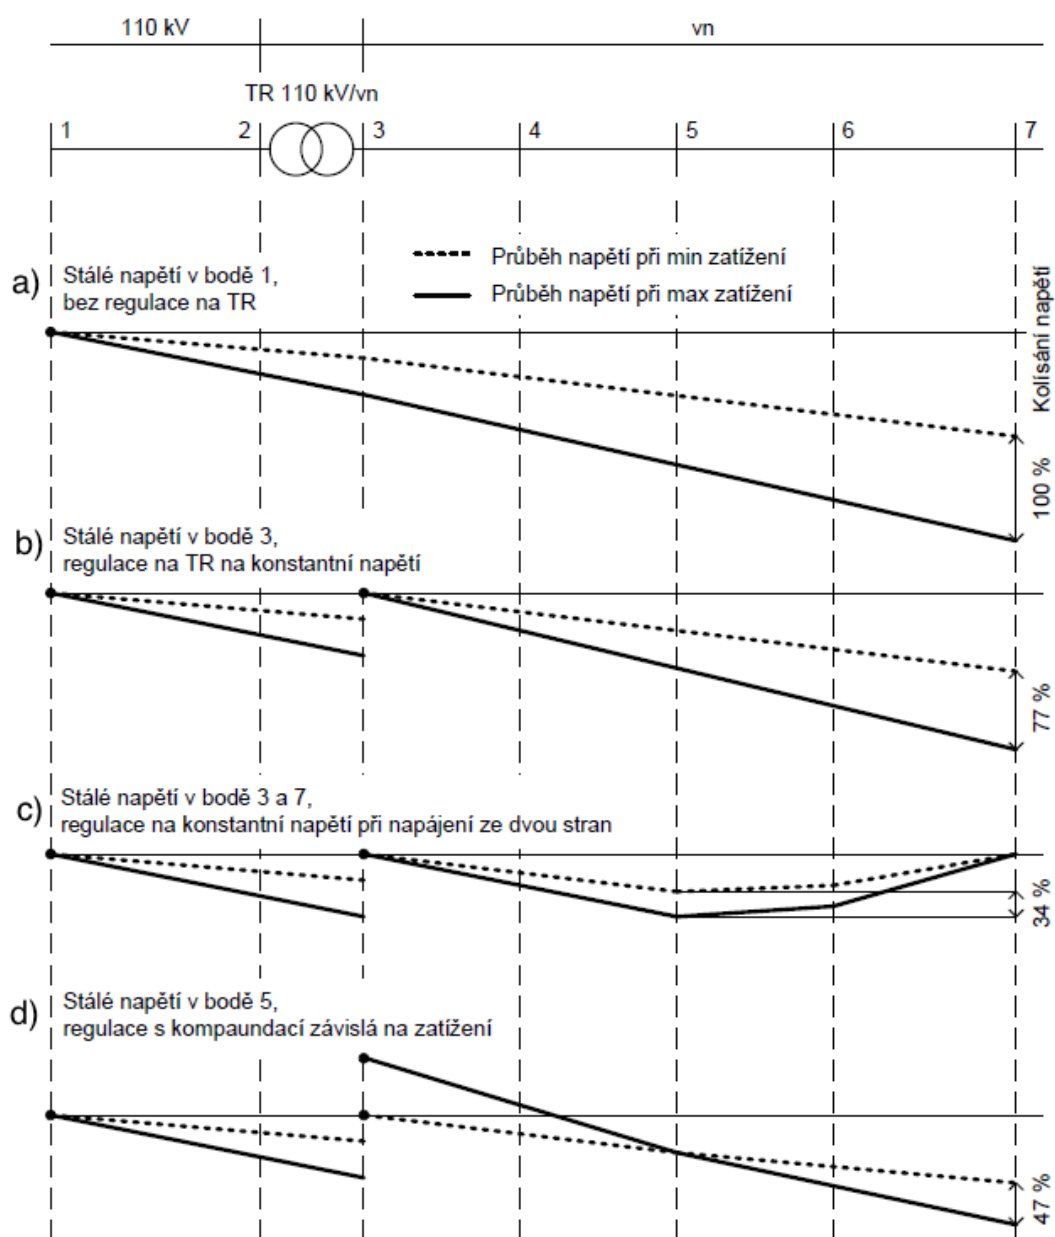 110 kV
vn
TR 110 kV/vn
1 2 3 4 5 6 7
Průběh napětí při min zatížení
Průběh napětí při max zatížení
Kolísání napětí
a) Stálé napětí v bodě 1,
bez regulace na TR
100 %
b) Stálé napětí v bodě 3,
regulace na TR na konstantní napětí
77 %
c) Stálé napětí v bodě 3 a 7,
regulace na konstantní napětí při napájení ze dvou stran
34 %
d) Stálé napětí v bodě 5,
regulace s kompaundací závislá na zatížení
47 %